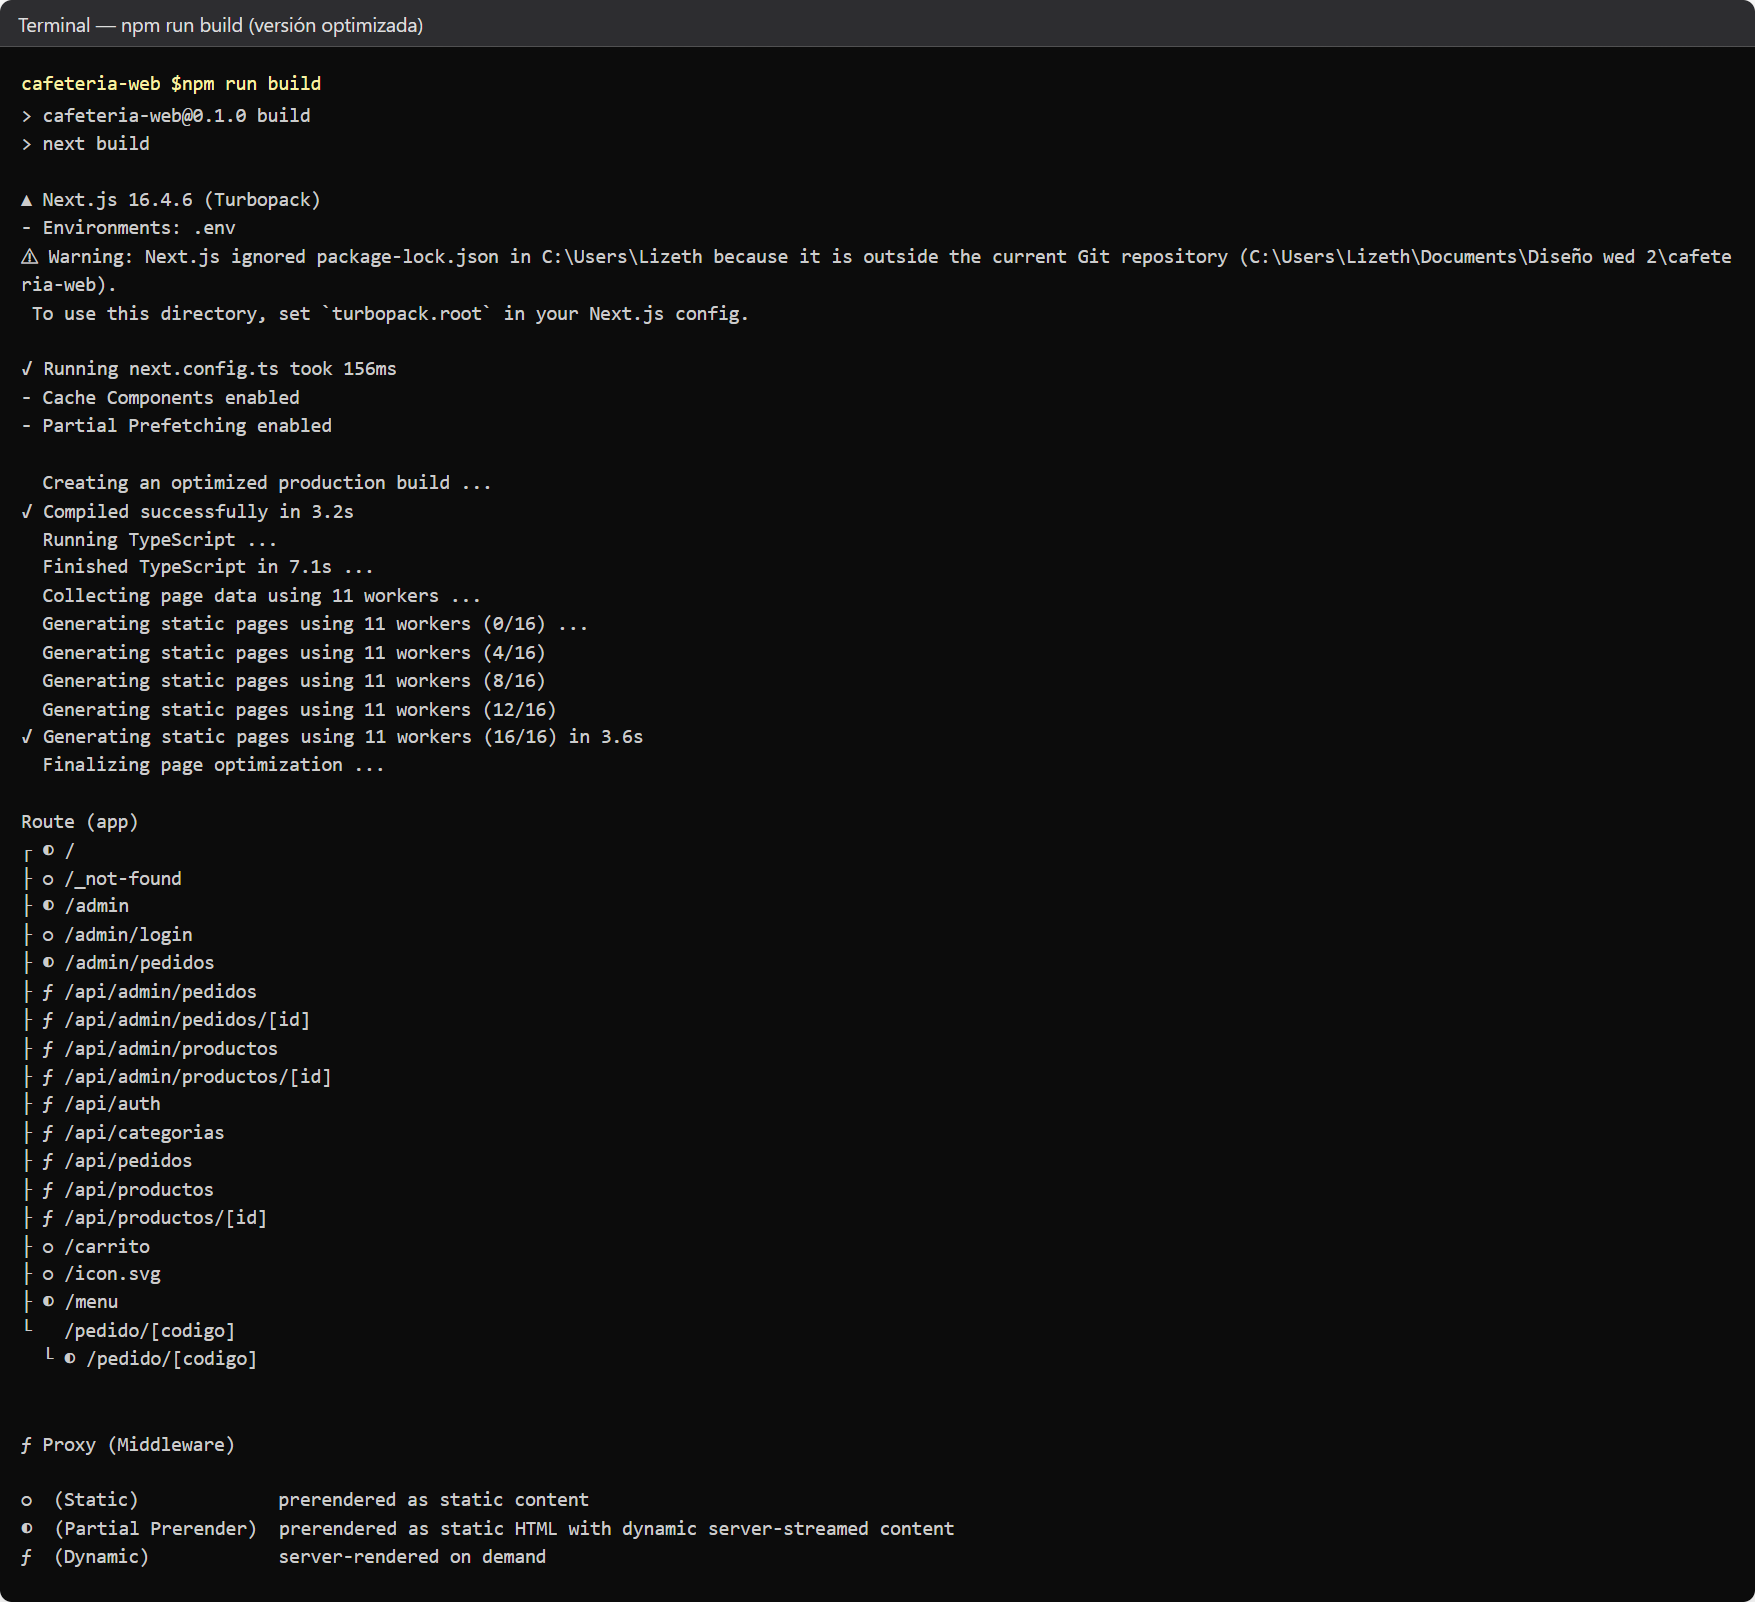 Terminal — npm run build (versión optimizada)
cafeteria-web $npm run build
> cafeteria-web@0.1.0 build
> next build
▲ Next.js 16.4.6 (Turbopack)
- Environments: .env
⚠ Warning: Next.js ignored package-lock.json in C:\Users\Lizeth because it is outside the current Git repository (C:\Users\Lizeth\Documents\Diseño wed 2\cafete
ria-web).
To use this directory, set `turbopack.root` in your Next.js config.
✓ Running next.config.ts took 156ms
- Cache Components enabled
- Partial Prefetching enabled
Creating an optimized production build ...
✓ Compiled successfully in 3.2s
Running TypeScript ...
Finished TypeScript in 7.1s ...
Collecting page data using 11 workers ...
Generating static pages using 11 workers (0/16) ...
Generating static pages using 11 workers (4/16)
Generating static pages using 11 workers (8/16)
Generating static pages using 11 workers (12/16)
✓ Generating static pages using 11 workers (16/16) in 3.6s
Finalizing page optimization ...
Route (app)
┌ ◐ /
├ ○ /_not-found
├ ◐ /admin
├ ○ /admin/login
├ ◐ /admin/pedidos
├ ƒ /api/admin/pedidos
├ ƒ /api/admin/pedidos/[id]
├ ƒ /api/admin/productos
├ ƒ /api/admin/productos/[id]
├ ƒ /api/auth
├ ƒ /api/categorias
├ ƒ /api/pedidos
├ ƒ /api/productos
├ ƒ /api/productos/[id]
├ ○ /carrito
├ ○ /icon.svg
├ ◐ /menu
└   /pedido/[codigo]
  └ ◐ /pedido/[codigo]
ƒ Proxy (Middleware)
○  (Static)             prerendered as static content
◐  (Partial Prerender)  prerendered as static HTML with dynamic server-streamed content
ƒ  (Dynamic)            server-rendered on demand